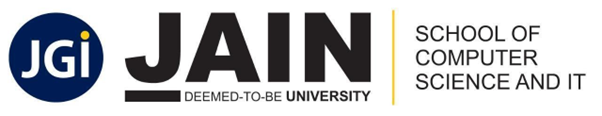 JGi
JAIN
DEEMED-TO-BE UNIVERSITY
SCHOOL OF
COMPUTER
SCIENCE AND IT